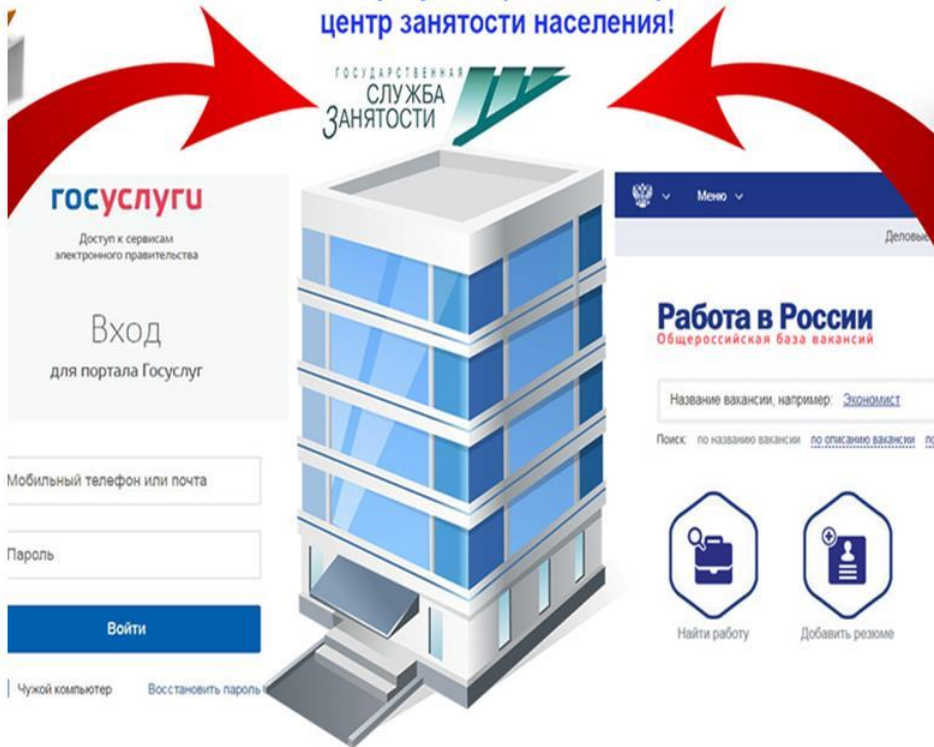 центр занятости населения!
ГОСУДАРСТВЕННАЯ
СЛУЖБА
ЗАНЯТОСТИ
госуслуги
Доступ к сервисам
электронного правительства
Вход
для портала Госуслуг
Мобильный телефон или почта
Пароль
Войти
Чужой компьютер Восстановить пароль
Меню
Деловые
Работа в России
Общероссийская база вакансий
Название вакансии, например: Экономист
Поиск: по названию вакансии по описанию вакансии
Найти работу Добавить резюме